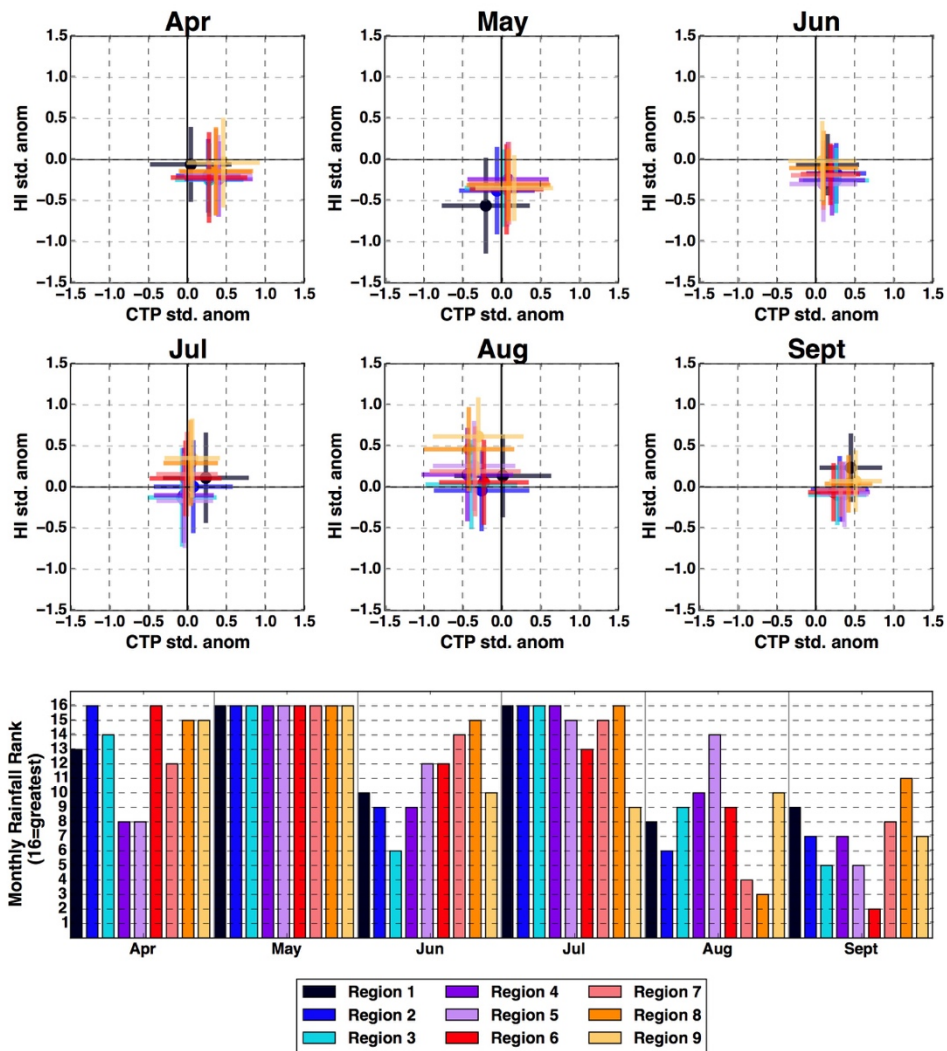 Apr
May
Jun
1.5
1.0
0.5
0.0
−0.5
−1.0
−1.5
HI std. anom
−1.5 −1.0 −0.5 0.0 0.5 1.0 1.5
CTP std. anom
1.5
1.0
0.5
0.0
−0.5
−1.0
−1.5
HI std. anom
−1.5 −1.0 −0.5 0.0 0.5 1.0 1.5
CTP std. anom
1.5
1.0
0.5
0.0
−0.5
−1.0
−1.5
HI std. anom
−1.5 −1.0 −0.5 0.0 0.5 1.0 1.5
CTP std. anom
Jul
Aug
Sept
1.5
1.0
0.5
0.0
−0.5
−1.0
−1.5
HI std. anom
−1.5 −1.0 −0.5 0.0 0.5 1.0 1.5
CTP std. anom
1.5
1.0
0.5
0.0
−0.5
−1.0
−1.5
HI std. anom
−1.5 −1.0 −0.5 0.0 0.5 1.0 1.5
CTP std. anom
1.5
1.0
0.5
0.0
−0.5
−1.0
−1.5
HI std. anom
−1.5 −1.0 −0.5 0.0 0.5 1.0 1.5
CTP std. anom
Monthly Rainfall Rank
(16=greatest)
16
15
14
13
12
11
10
9
8
7
6
5
4
3
2
1
Apr May Jun Jul Aug Sept
Region 1 Region 4 Region 7
Region 2 Region 5 Region 8
Region 3 Region 6 Region 9